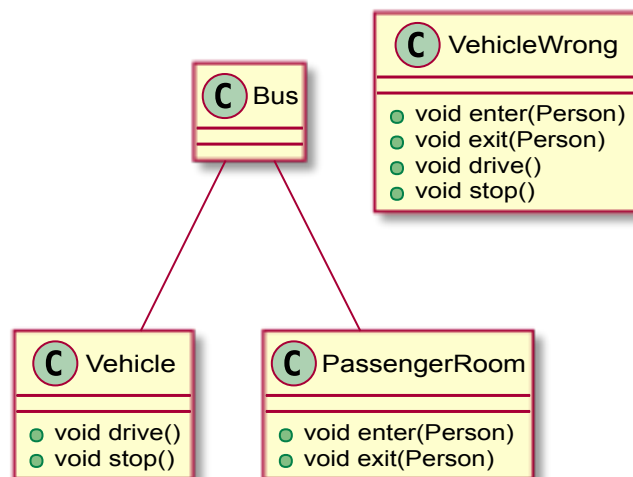 C VehicleWrong
void enter(Person)
void exit(Person)
void drive()
void stop()
C Bus
C Vehicle
void drive()
void stop()
C PassengerRoom
void enter(Person)
void exit(Person)